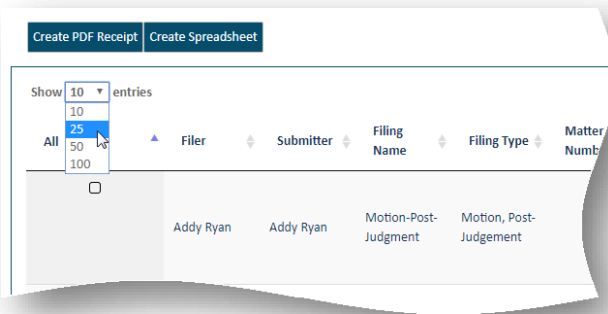 Create PDF Receipt Create Spreadsheet
Show 10 entries
10
25
50
100
All Filer Submitter Filing Name Filing Type Matter
Addy Ryan Addy Ryan Motion-Post-Judgment Motion, Post-Judgement